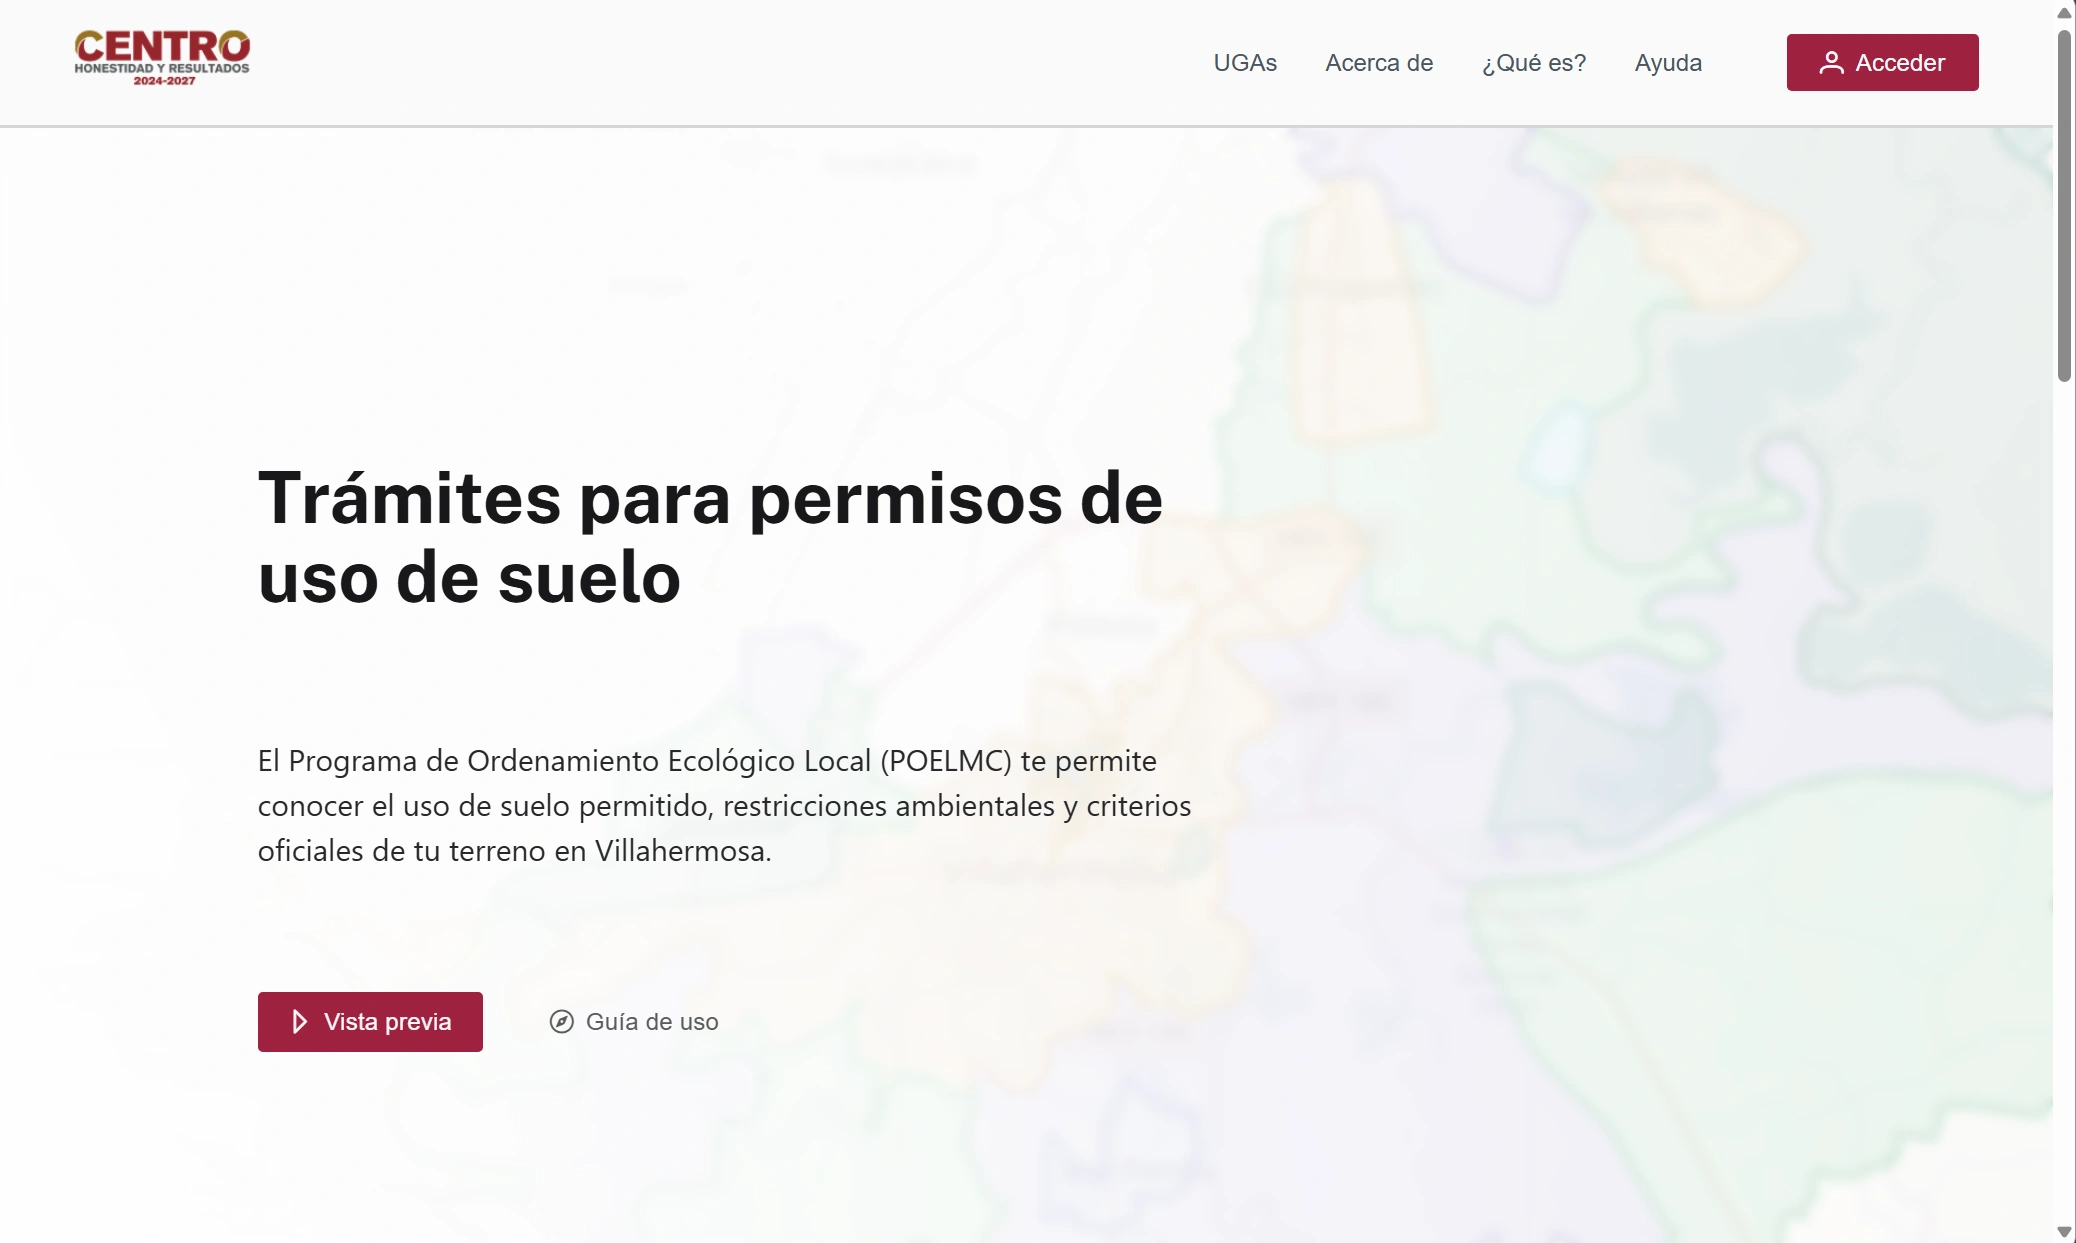 CENTRO
HONESTIDAD Y RESULTADOS
2024-2027
UGAs
Acerca de
¿Qué es?
Ayuda
Acceder
Trámites para permisos de
uso de suelo
El Programa de Ordenamiento Ecológico Local (POELMC) te permite
conocer el uso de suelo permitido, restricciones ambientales y criterios
oficiales de tu terreno en Villahermosa.
Vista previa
Guía de uso